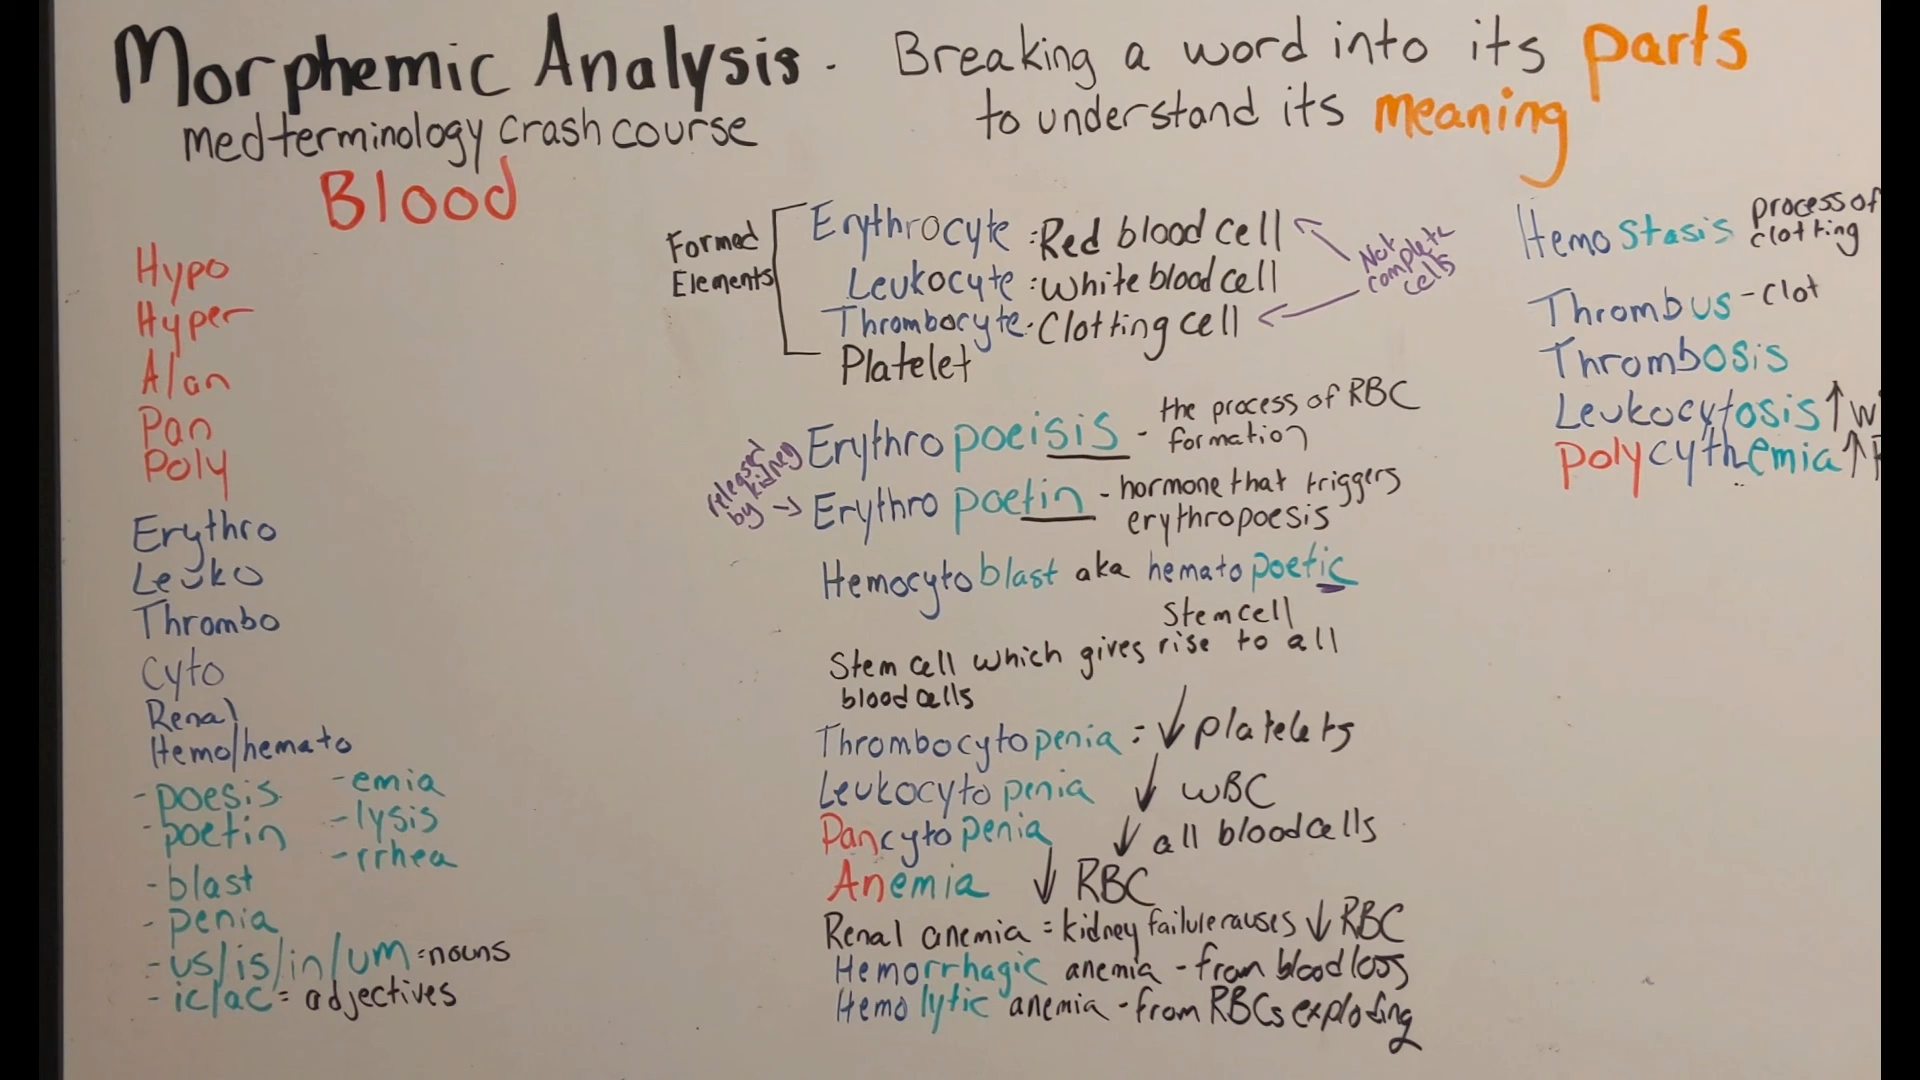 Morphemic Analysis. Breaking a word into its parts
to understand its meaning
medterminology crash course
Blood
Hypo
Hyper
A/an
Pan
Poly
Erythro
Leuko
Thrombo
Cyto
Renal
Hemo/hemato
-poesis
-poetin
-blast
-penia
-emia
-lysis
-rrhea
-us/is/in/um=nouns
-ic/ac= adjectives
Formed
Elements
Erythrocyte: Red blood cell
Leukocyte: White blood cell
Thrombocyte: Clotting cell
Platelet
Not
complete
cells
Erythropoeisis - the process of RBC
formation
released
by kidney
→ Erythropoetin - hormone that triggers
erythropoesis
Hemocytoblast aka hematopoetic
Stem cell
Stem cell which gives rise to all
blood cells
Thrombocytopenia: ↓ platelets
Leukocytopenia ↓ WBC
Pancytopenia ↓ all blood cells
Anemia ↓ RBC
Renal anemia = kidney failure causes ↓ RBC
Hemorrhagic anemia - from blood loss
Hemolytic anemia - from RBCs exploding
Hemostasis process of
clotting
Thrombus - clot
Thrombosis
Leukocytosis ↑ W
Polycythemia ↑